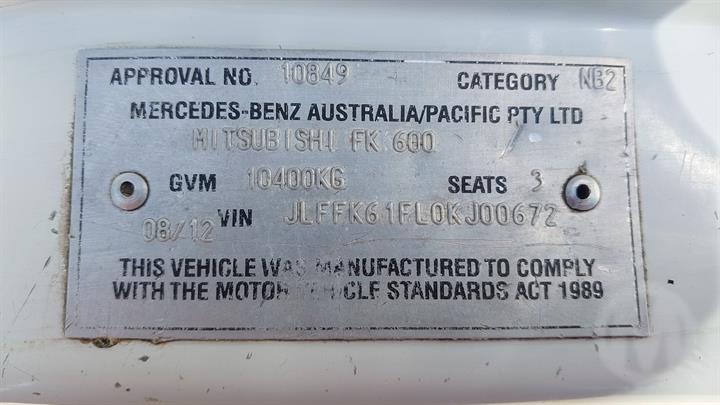 APPROVAL NO. 10849 CATEGORY NB2
MERCEDES-BENZ AUSTRALIA/PACIFIC PTY LTD
MITSUBISHI FK 600
GVM 10400KG SEATS 3
08/12 VIN JLFFK61FL0KJ00672
THIS VEHICLE WAS MANUFACTURED TO COMPLY
WITH THE MOTOR VEHICLE STANDARDS ACT 1989
M